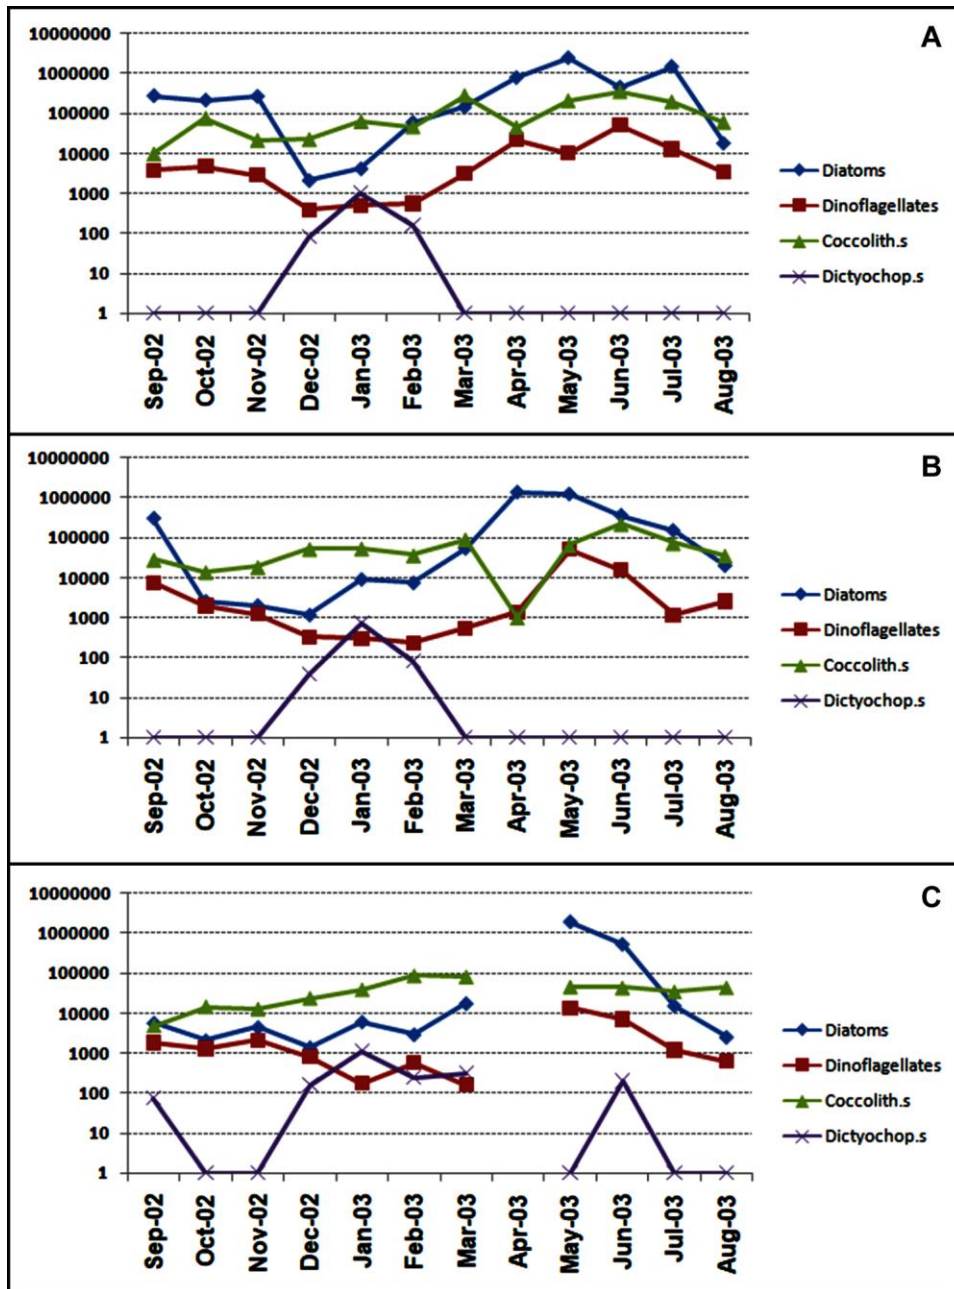 A
10000000
1000000
100000
10000
1000
100
10
1
Sep-02
Oct-02
Nov-02
Dec-02
Jan-03
Feb-03
Mar-03
Apr-03
May-03
Jun-03
Jul-03
Aug-03
Diatoms
Dinoflagellates
Coccolith.s
Dictyochop.s
B
10000000
1000000
100000
10000
1000
100
10
1
Sep-02
Oct-02
Nov-02
Dec-02
Jan-03
Feb-03
Mar-03
Apr-03
May-03
Jun-03
Jul-03
Aug-03
Diatoms
Dinoflagellates
Coccolith.s
Dictyochop.s
C
10000000
1000000
100000
10000
1000
100
10
1
Sep-02
Oct-02
Nov-02
Dec-02
Jan-03
Feb-03
Mar-03
Apr-03
May-03
Jun-03
Jul-03
Aug-03
Diatoms
Dinoflagellates
Coccolith.s
Dictyochop.s